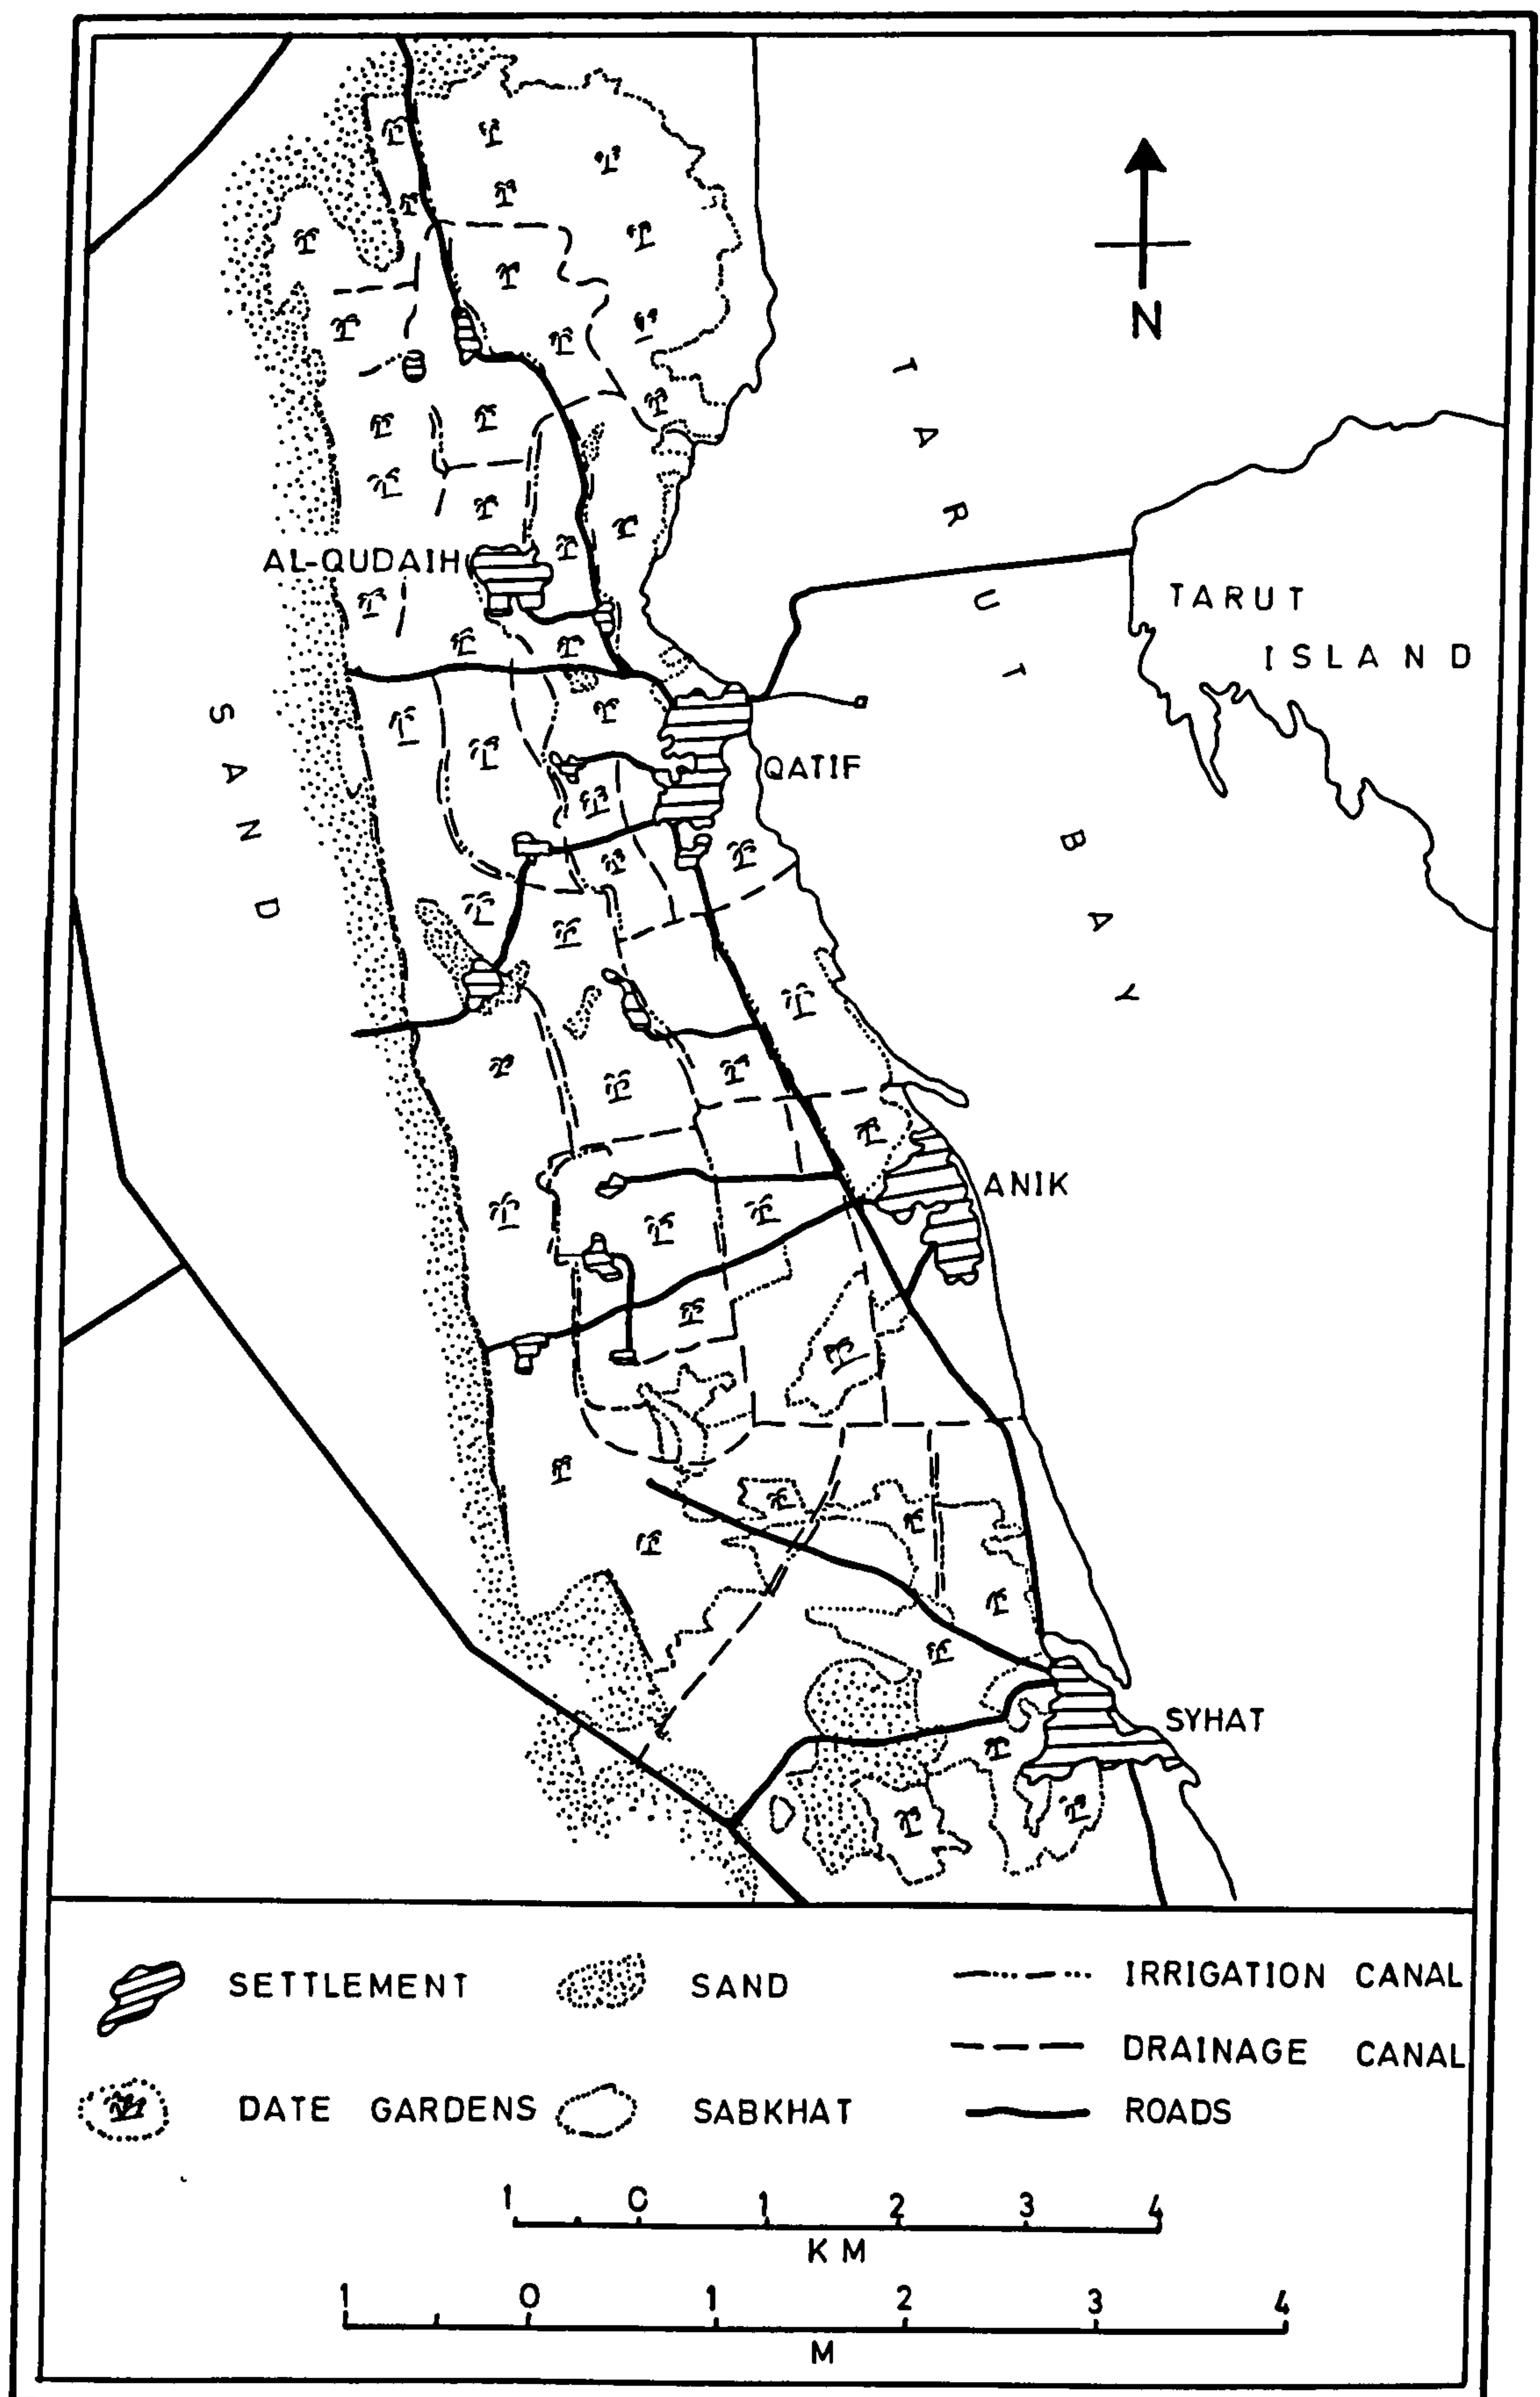 N
TARUT BAY
AL-QUDAIH
TARUT
ISLAND
SAND
QATIF
ANIK
SYHAT
SETTLEMENT
SAND
IRRIGATION CANAL
DRAINAGE CANAL
DATE GARDENS
SABKHAT
ROADS
1 0 1 2 3 4
KM
1 0 1 2 3 4
M